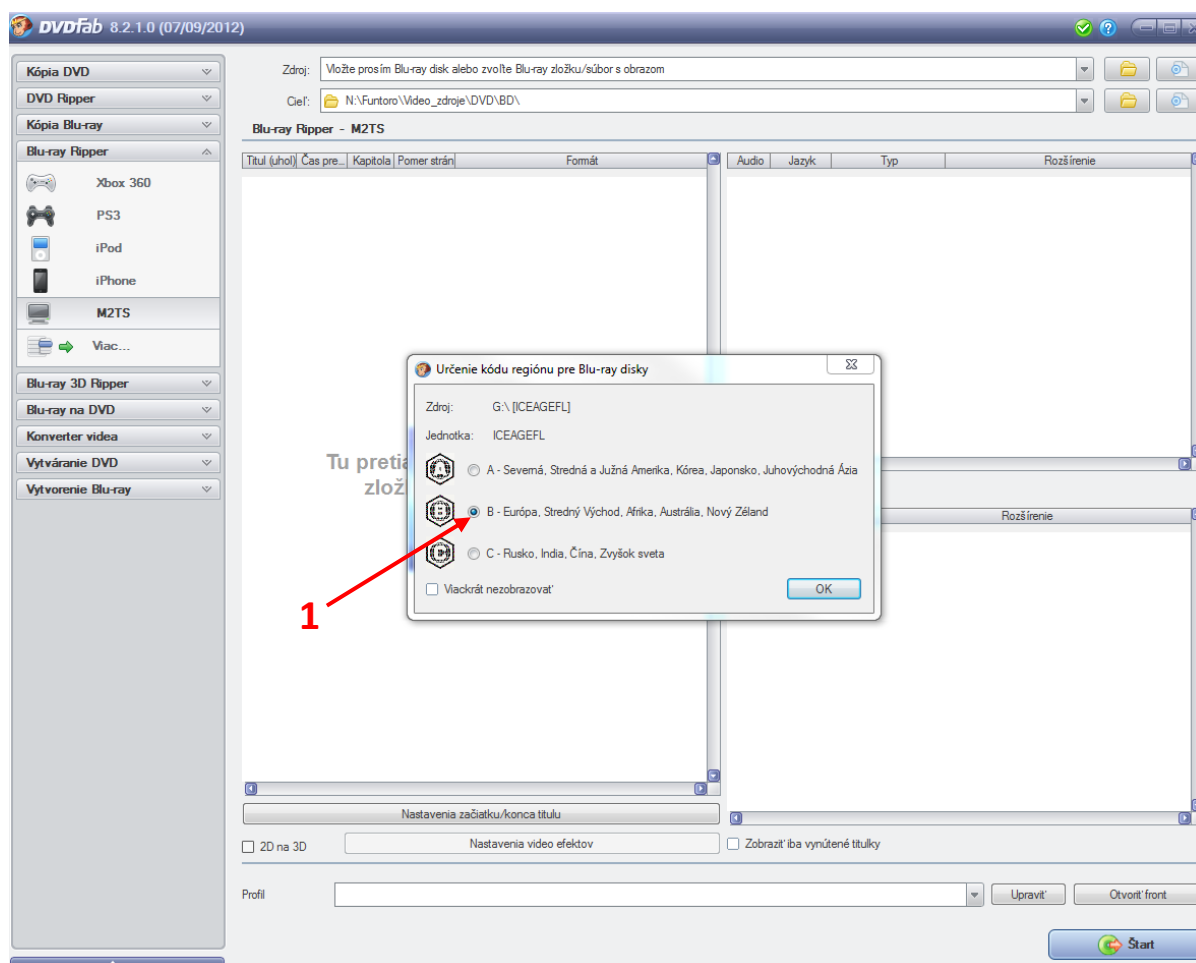 DVDFab 8.2.1.0 (07/09/2012)
Kópia DVD
DVD Ripper
Kópia Blu-ray
Blu-ray Ripper
Xbox 360
PS3
iPod
iPhone
M2TS
Viac...
Blu-ray 3D Ripper
Blu-ray na DVD
Konverter videa
Vytváranie DVD
Vytvorenie Blu-ray
Zdroj: Vložte prosím Blu-ray disk alebo zvoľte Blu-ray zložku/súbor s obrazom
Cieľ: N:\Funtoro\Video_zdroje\DVD\BD\
Blu-ray Ripper - M2TS
Titul (uhol) Čas pre... Kapitola Pomer strán Formát
Audio Jazyk Typ Rozšírenie
Tu pretia
zlož
Rozšírenie
Určenie kódu regiónu pre Blu-ray disky
Zdroj: G:\ [ICEAGEFL]
Jednotka: ICEAGEFL
A - Severná, Stredná a Južná Amerika, Kórea, Japonsko, Juhovýchodná Ázia
B - Európa, Stredný Východ, Afrika, Austrália, Nový Zéland
C - Rusko, India, Čína, Zvyšok sveta
Viackrát nezobrazovať
OK
1
Nastavenia začiatku/konca titulu
2D na 3D
Nastavenia video efektov
Zobraziť iba vynútené titulky
Profil
Upraviť
Otvoriť front
Štart